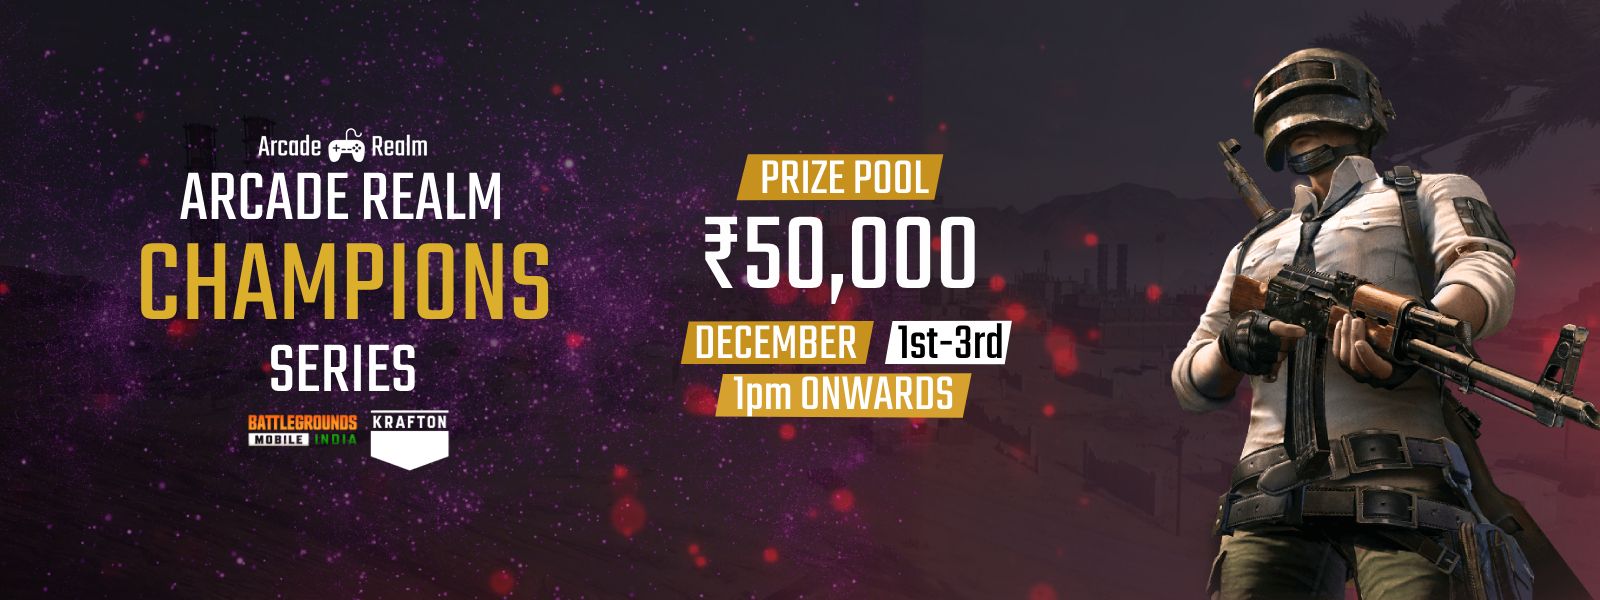 Arcade Realm
ARCADE REALM
CHAMPIONS
SERIES
BATTLEGROUNDS
MOBILE INDIA
KRAFTON
PRIZE POOL
₹50,000
DECEMBER 1st-3rd
1pm ONWARDS